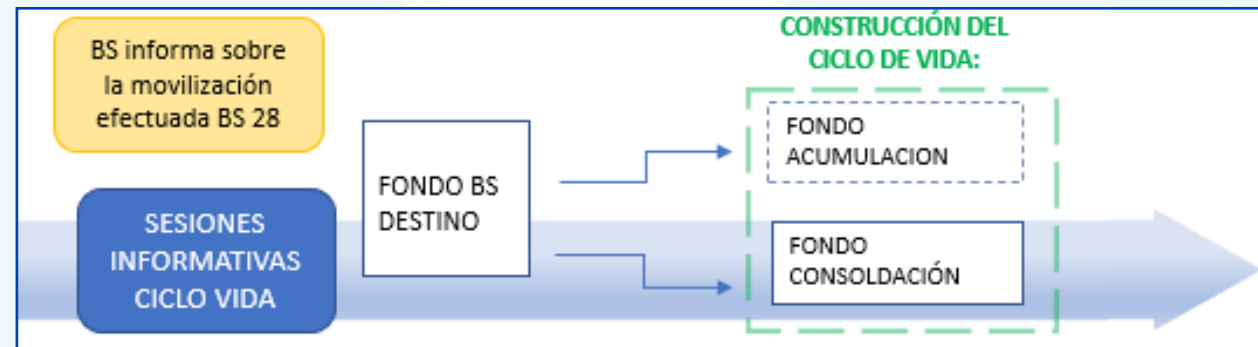 BS informa sobre
la movilización
efectuada BS 28
SESIONES
INFORMATIVAS
CICLO VIDA
FONDO BS
DESTINO
CONSTRUCCIÓN DEL
CICLO DE VIDA:
FONDO
ACUMULACION
FONDO
CONSOLDACIÓN